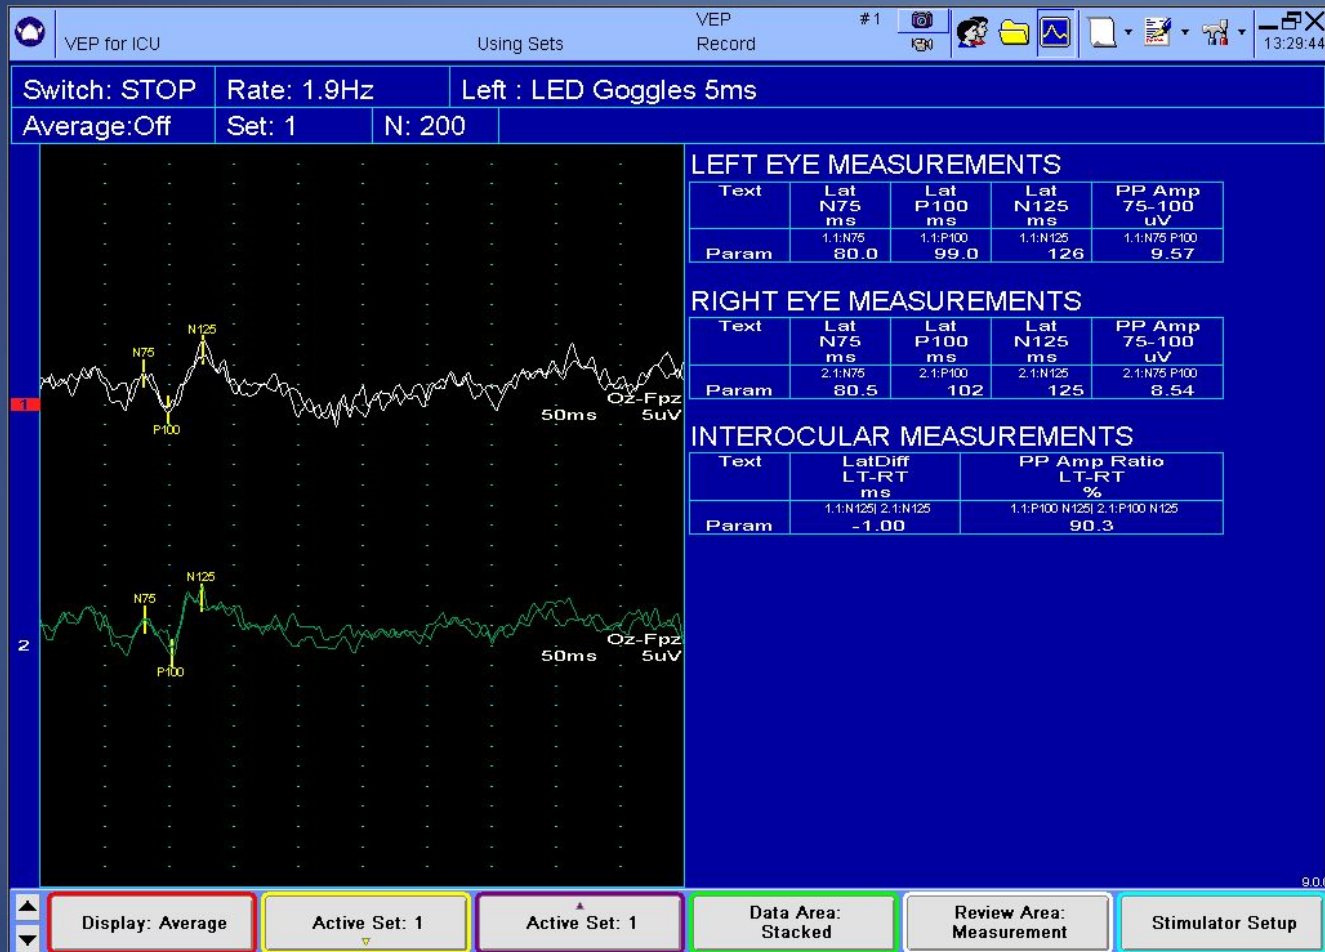 VEP for ICU
Using Sets
VEP #1
Record
13:29:44
Switch: STOP Rate: 1.9Hz Left : LED Goggles 5ms
Average:Off Set: 1 N: 200
N125
N75
P100
1
Oz-Fpz
50ms 5uV
N125
N75
P100
2
Oz-Fpz
50ms 5uV
LEFT EYE MEASUREMENTS
Text Lat Lat Lat PP Amp
N75 P100 N125 75-100
ms ms ms uV
1.1:N75 1.1:P100 1.1:N125 1.1:N75 P100
Param 80.0 99.0 126 9.57
RIGHT EYE MEASUREMENTS
Text Lat Lat Lat PP Amp
N75 P100 N125 75-100
ms ms ms uV
2.1:N75 2.1:P100 2.1:N125 2.1:N75 P100
Param 80.5 102 125 8.54
INTEROCULAR MEASUREMENTS
Text LatDiff PP Amp Ratio
LT-RT LT-RT
ms %
1.1:N125| 2.1:N125 1.1:P100 N125| 2.1:P100 N125
Param -1.00 90.3
Display: Average
Active Set: 1
Active Set: 1
Data Area:
Stacked
Review Area:
Measurement
Stimulator Setup